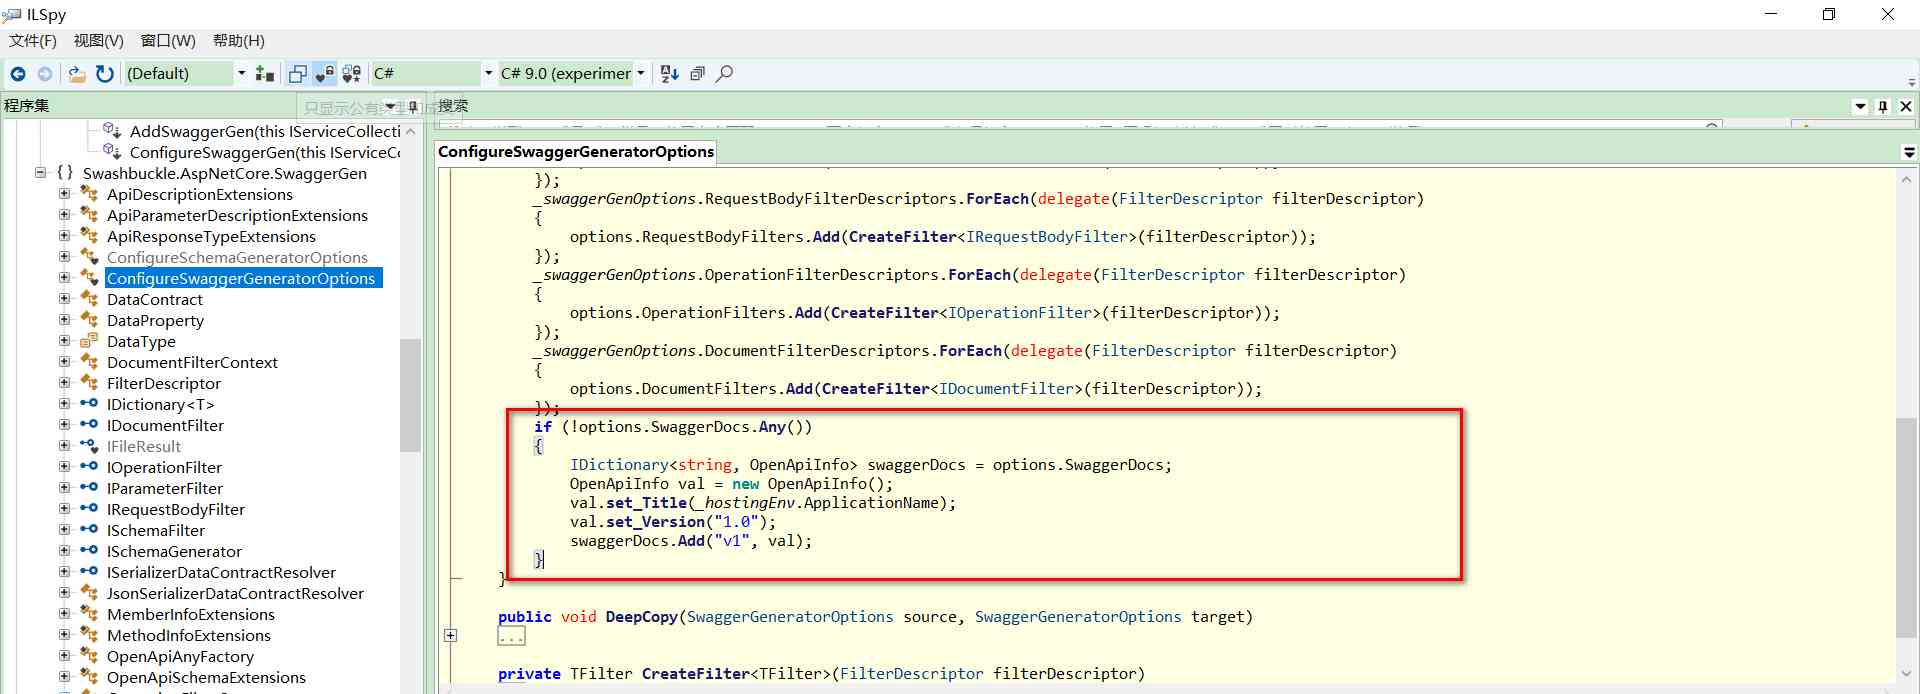 ILSpy
文件(F) 视图(V) 窗口(W) 帮助(H)
(Default) C# C# 9.0 (experimer
程序集
只显示公有
搜索
AddSwaggerGen(this IServiceCollecti
ConfigureSwaggerGen(this IServiceCo
{ } Swashbuckle.AspNetCore.SwaggerGen
ApiDescriptionExtensions
ApiParameterDescriptionExtensions
ApiResponseTypeExtensions
ConfigureSchemaGeneratorOptions
ConfigureSwaggerGeneratorOptions
DataContract
DataProperty
DataType
DocumentFilterContext
FilterDescriptor
IDictionary<T>
IDocumentFilter
IFileResult
IOperationFilter
IParameterFilter
IRequestBodyFilter
ISchemaFilter
ISchemaGenerator
ISerializerDataContractResolver
JsonSerializerDataContractResolver
MemberInfoExtensions
MethodInfoExtensions
OpenApiAnyFactory
OpenApiSchemaExtensions
ConfigureSwaggerGeneratorOptions
});
_swaggerGenOptions.RequestBodyFilterDescriptors.ForEach(delegate(FilterDescriptor filterDescriptor)
{
options.RequestBodyFilters.Add(CreateFilter<IRequestBodyFilter>(filterDescriptor));
});
_swaggerGenOptions.OperationFilterDescriptors.ForEach(delegate(FilterDescriptor filterDescriptor)
{
options.OperationFilters.Add(CreateFilter<IOperationFilter>(filterDescriptor));
});
_swaggerGenOptions.DocumentFilterDescriptors.ForEach(delegate(FilterDescriptor filterDescriptor)
{
options.DocumentFilters.Add(CreateFilter<IDocumentFilter>(filterDescriptor));
});
if (!options.SwaggerDocs.Any())
{
IDictionary<string, OpenApiInfo> swaggerDocs = options.SwaggerDocs;
OpenApiInfo val = new OpenApiInfo();
val.set_Title(_hostingEnv.ApplicationName);
val.set_Version("1.0");
swaggerDocs.Add("v1", val);
}
}
public void DeepCopy(SwaggerGeneratorOptions source, SwaggerGeneratorOptions target)
...
private TFilter CreateFilter<TFilter>(FilterDescriptor filterDescriptor)